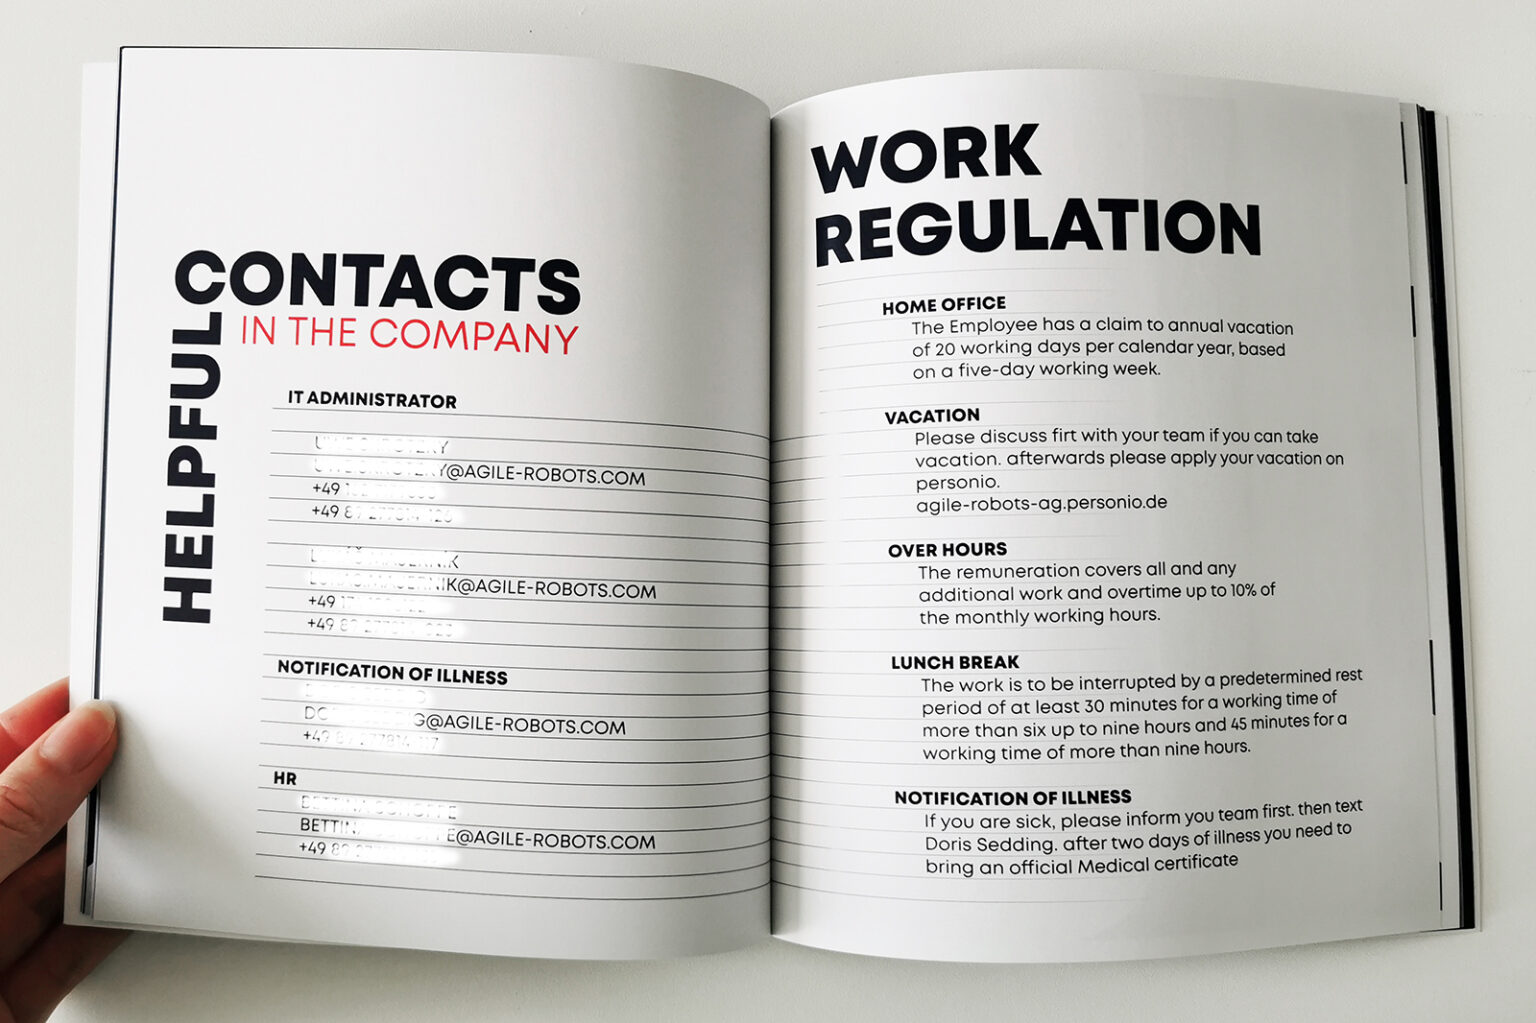 HELPFUL
CONTACTS
IN THE COMPANY
IT ADMINISTRATOR
@AGILE-ROBOTS.COM
+49
+49
@AGILE-ROBOTS.COM
+49
+49
NOTIFICATION OF ILLNESS
@AGILE-ROBOTS.COM
+49
HR
@AGILE-ROBOTS.COM
+49
WORK
REGULATION
HOME OFFICE
The Employee has a claim to annual vacation
of 20 working days per calendar year, based
on a five-day working week.
VACATION
Please discuss firt with your team if you can take
vacation. afterwards please apply your vacation on
personio.
agile-robots-ag.personio.de
OVER HOURS
The remuneration covers all and any
additional work and overtime up to 10% of
the monthly working hours.
LUNCH BREAK
The work is to be interrupted by a predetermined rest
period of at least 30 minutes for a working time of
more than six up to nine hours and 45 minutes for a
working time of more than nine hours.
NOTIFICATION OF ILLNESS
If you are sick, please inform you team first. then text
Doris Sedding. after two days of illness you need to
bring an official Medical certificate